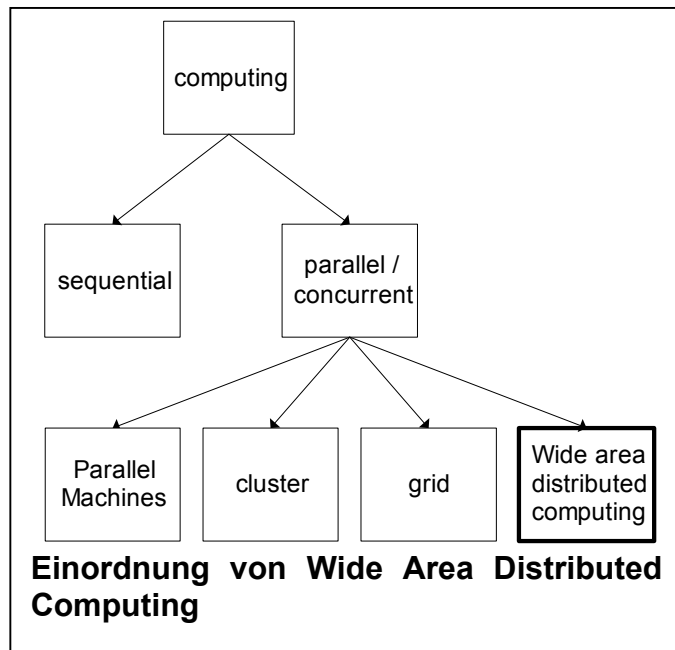 computing
sequential
parallel /
concurrent
Parallel
Machines
cluster
grid
Wide area
distributed
computing
Einordnung von Wide Area Distributed
Computing